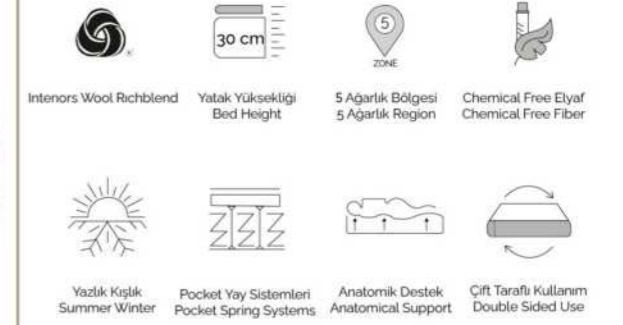 30 cm
5
ZONE
Intenors Wool Richblend
Yatak Yüksekliği
Bed Height
5 Ağarlık Bölgesi
5 Ağarlık Region
Chemical Free Elyaf
Chemical Free Fiber
Yazlık Kışlık
Summer Winter
Pocket Yay Sistemleri
Pocket Spring Systems
Anatomik Destek
Anatomical Support
Çift Taraflı Kullanım
Double Sided Use